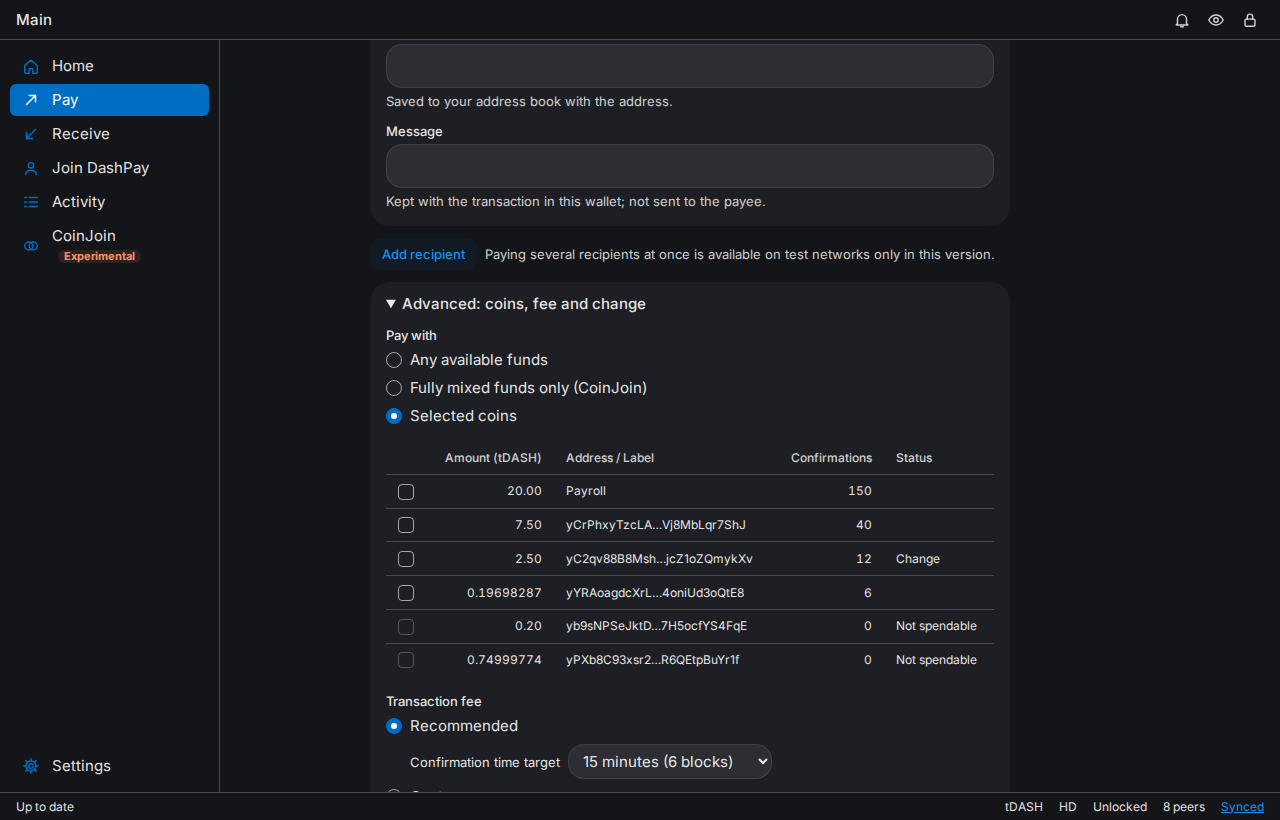 Main
Home
Pay
Receive
Join DashPay
Activity
CoinJoin
Experimental
Settings
Saved to your address book with the address.
Message
Kept with the transaction in this wallet; not sent to the payee.
Add recipient Paying several recipients at once is available on test networks only in this version.
Advanced: coins, fee and change
Pay with
Any available funds
Fully mixed funds only (CoinJoin)
Selected coins
Amount (tDASH) Address / Label Confirmations Status
20.00 Payroll 150
7.50 yCrPhxyTzcLA...Vj8MbLqr7ShJ 40
2.50 yC2qv88B8Msh...jcZ1oZQmykXv 12 Change
0.19698287 yYRAoagdcXrL...4oniUd3oQtE8 6
0.20 yb9sNPSeJktD...7H5ocfYS4FqE 0 Not spendable
0.74999774 yPXb8C93xsr2...R6QEtpBuYr1f 0 Not spendable
Transaction fee
Recommended
Confirmation time target 15 minutes (6 blocks)
Up to date tDASH HD Unlocked 8 peers Synced